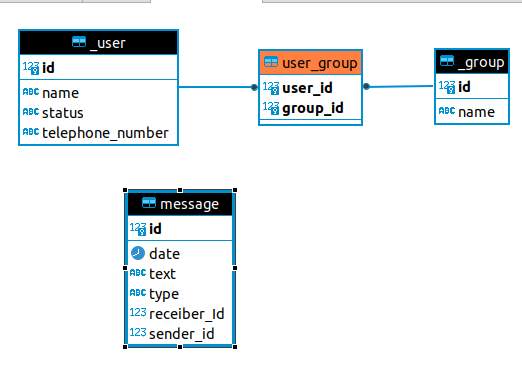 _user
123 id
ABC name
ABC status
ABC telephone_number
user_group
123 user_id
123 group_id
_group
123 id
ABC name
message
123 id
date
ABC text
ABC type
123 receiber_Id
123 sender_id